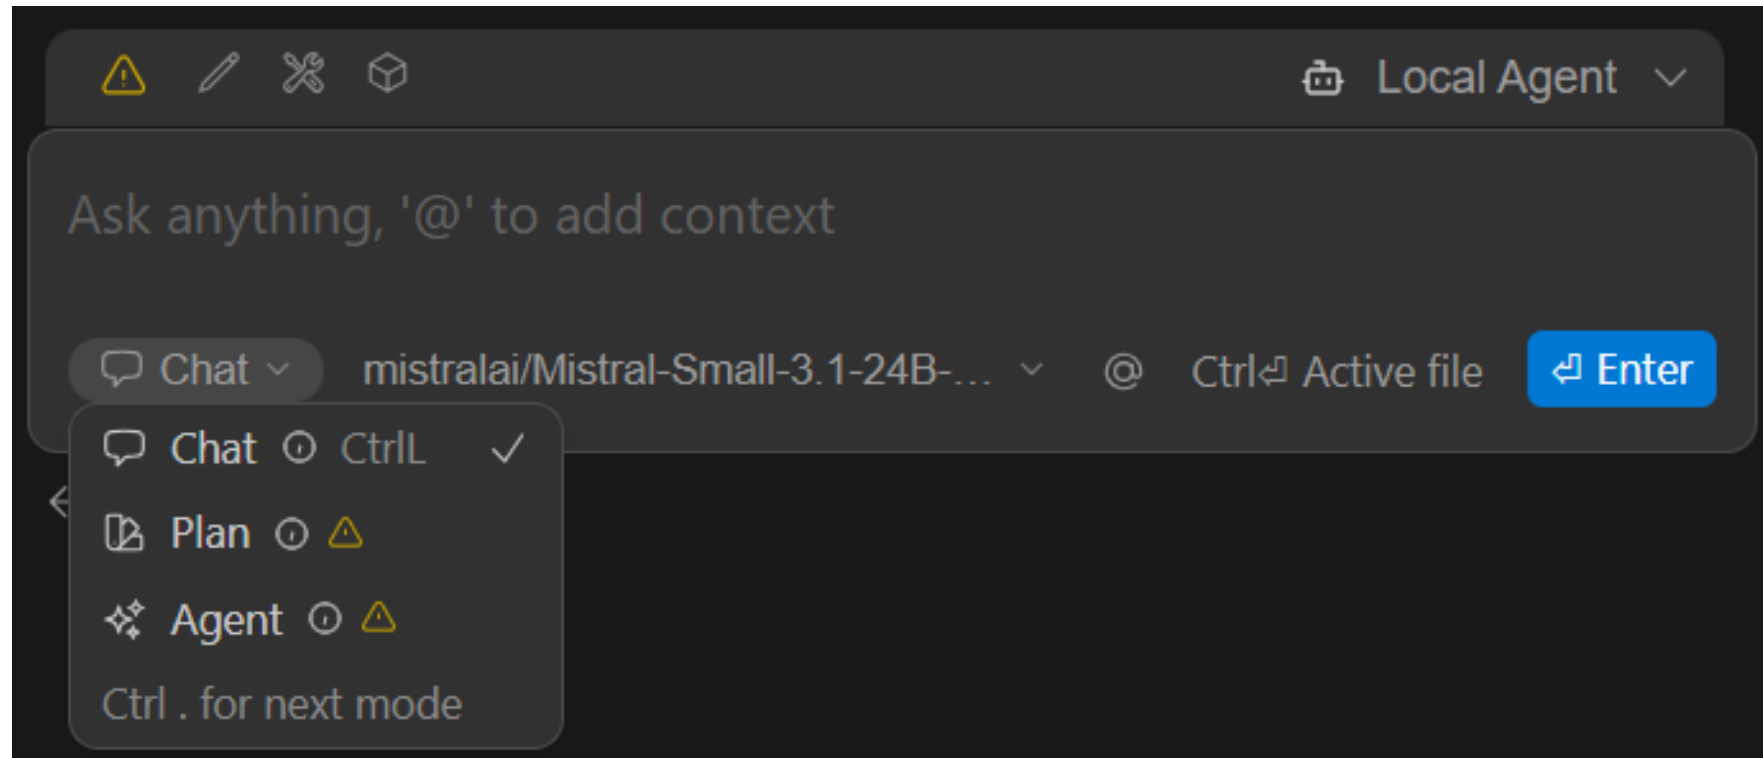 Local Agent
Ask anything, '@' to add context
Chat mistralai/Mistral-Small-3.1-24B-... @ Ctrl⏎ Active file ⏎ Enter
Chat CtrlL
Plan
Agent
Ctrl . for next mode